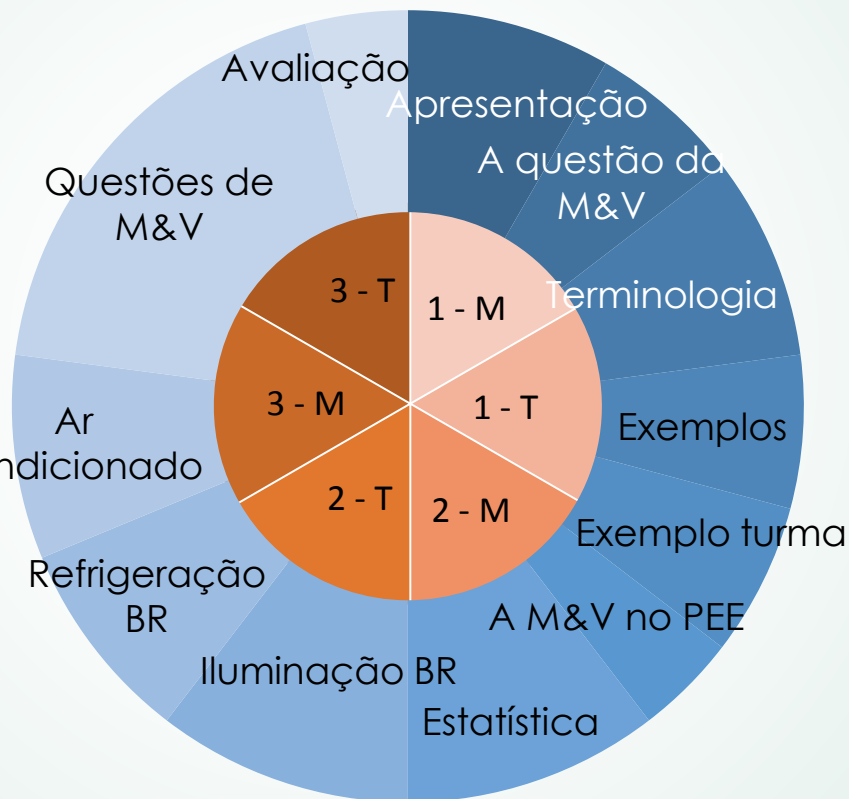 Avaliação
Apresentação
A questão da
M&V
Questões de
M&V
Terminologia
3 - T
1 - M
3 - M
1 - T
Exemplos
Ar
ndicionado
2 - T
2 - M
Exemplo turma
Refrigeração
BR
A M&V no PEE
Iluminação BR
Estatística